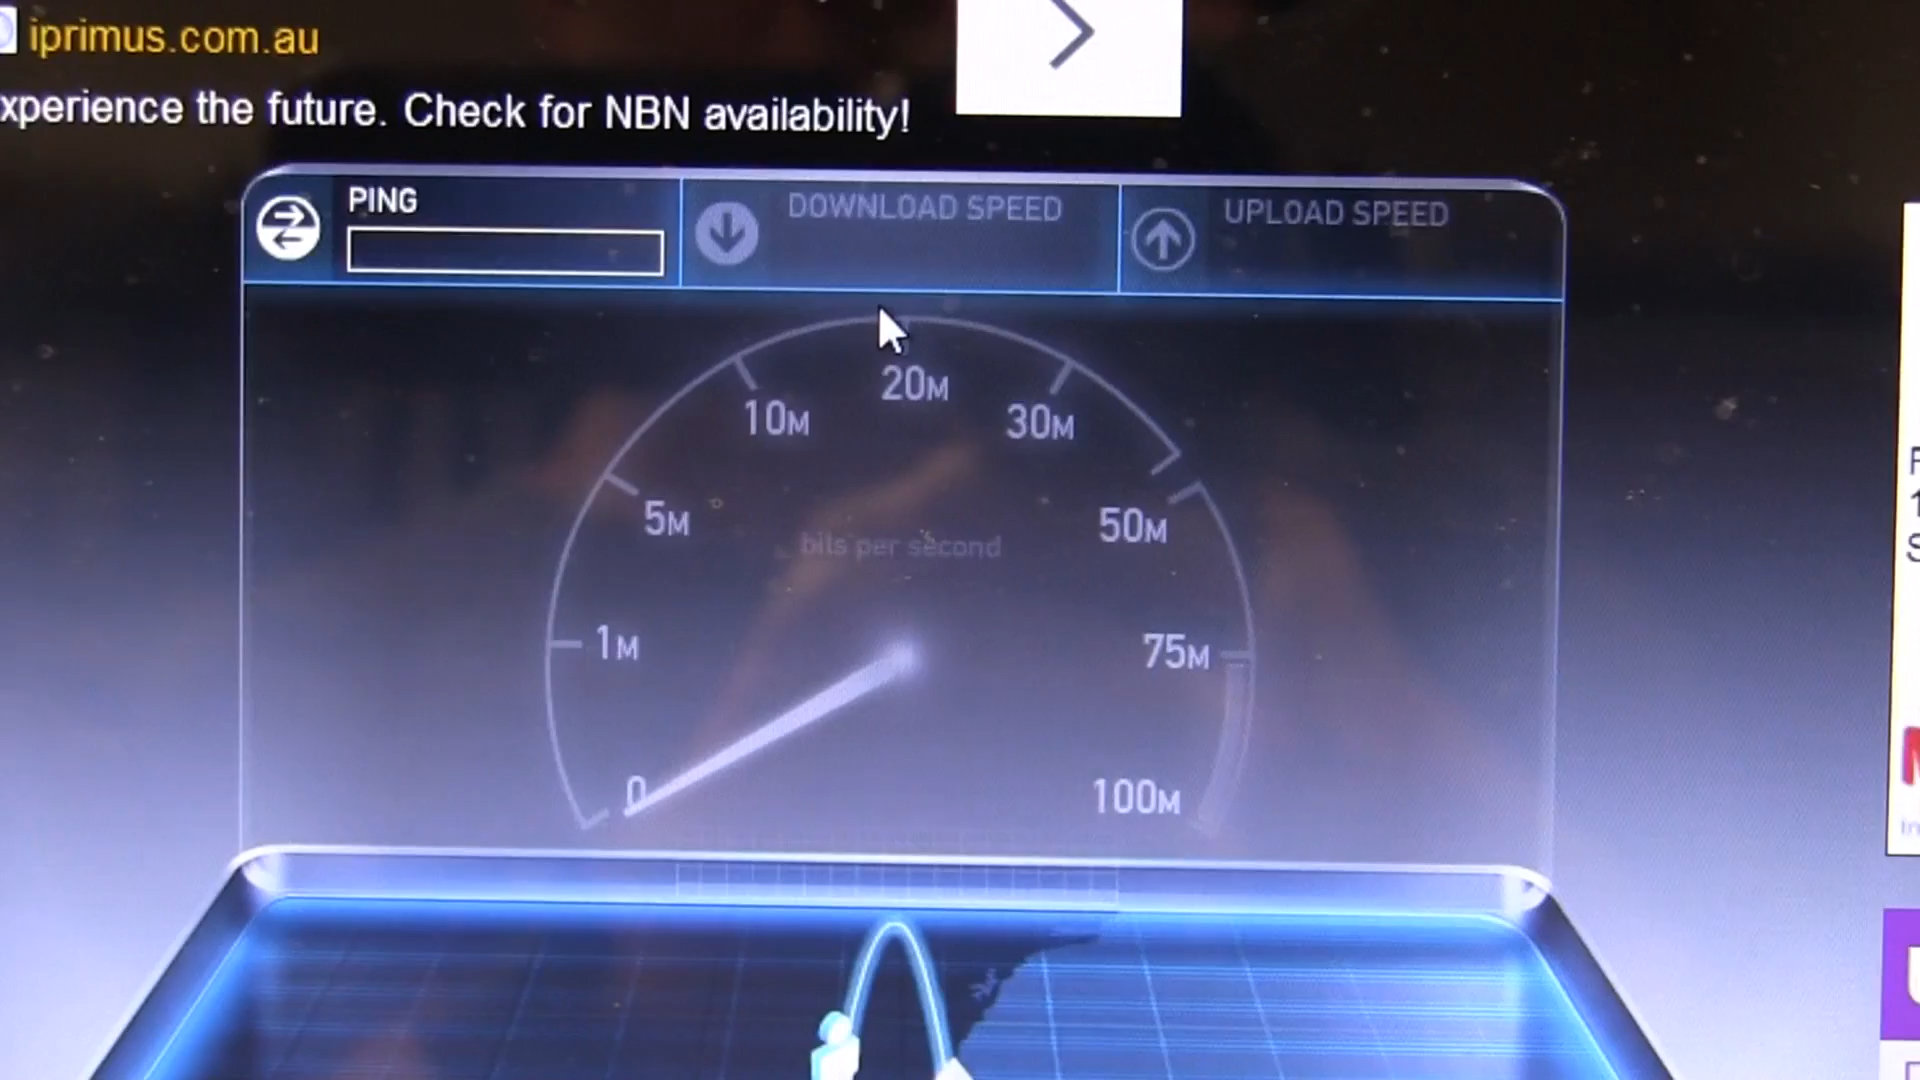 iprimus.com.au
xperience the future. Check for NBN availability!
PING
DOWNLOAD SPEED
UPLOAD SPEED
20M
10M
30M
5M
50M
bits per second
1M
75M
0
100M